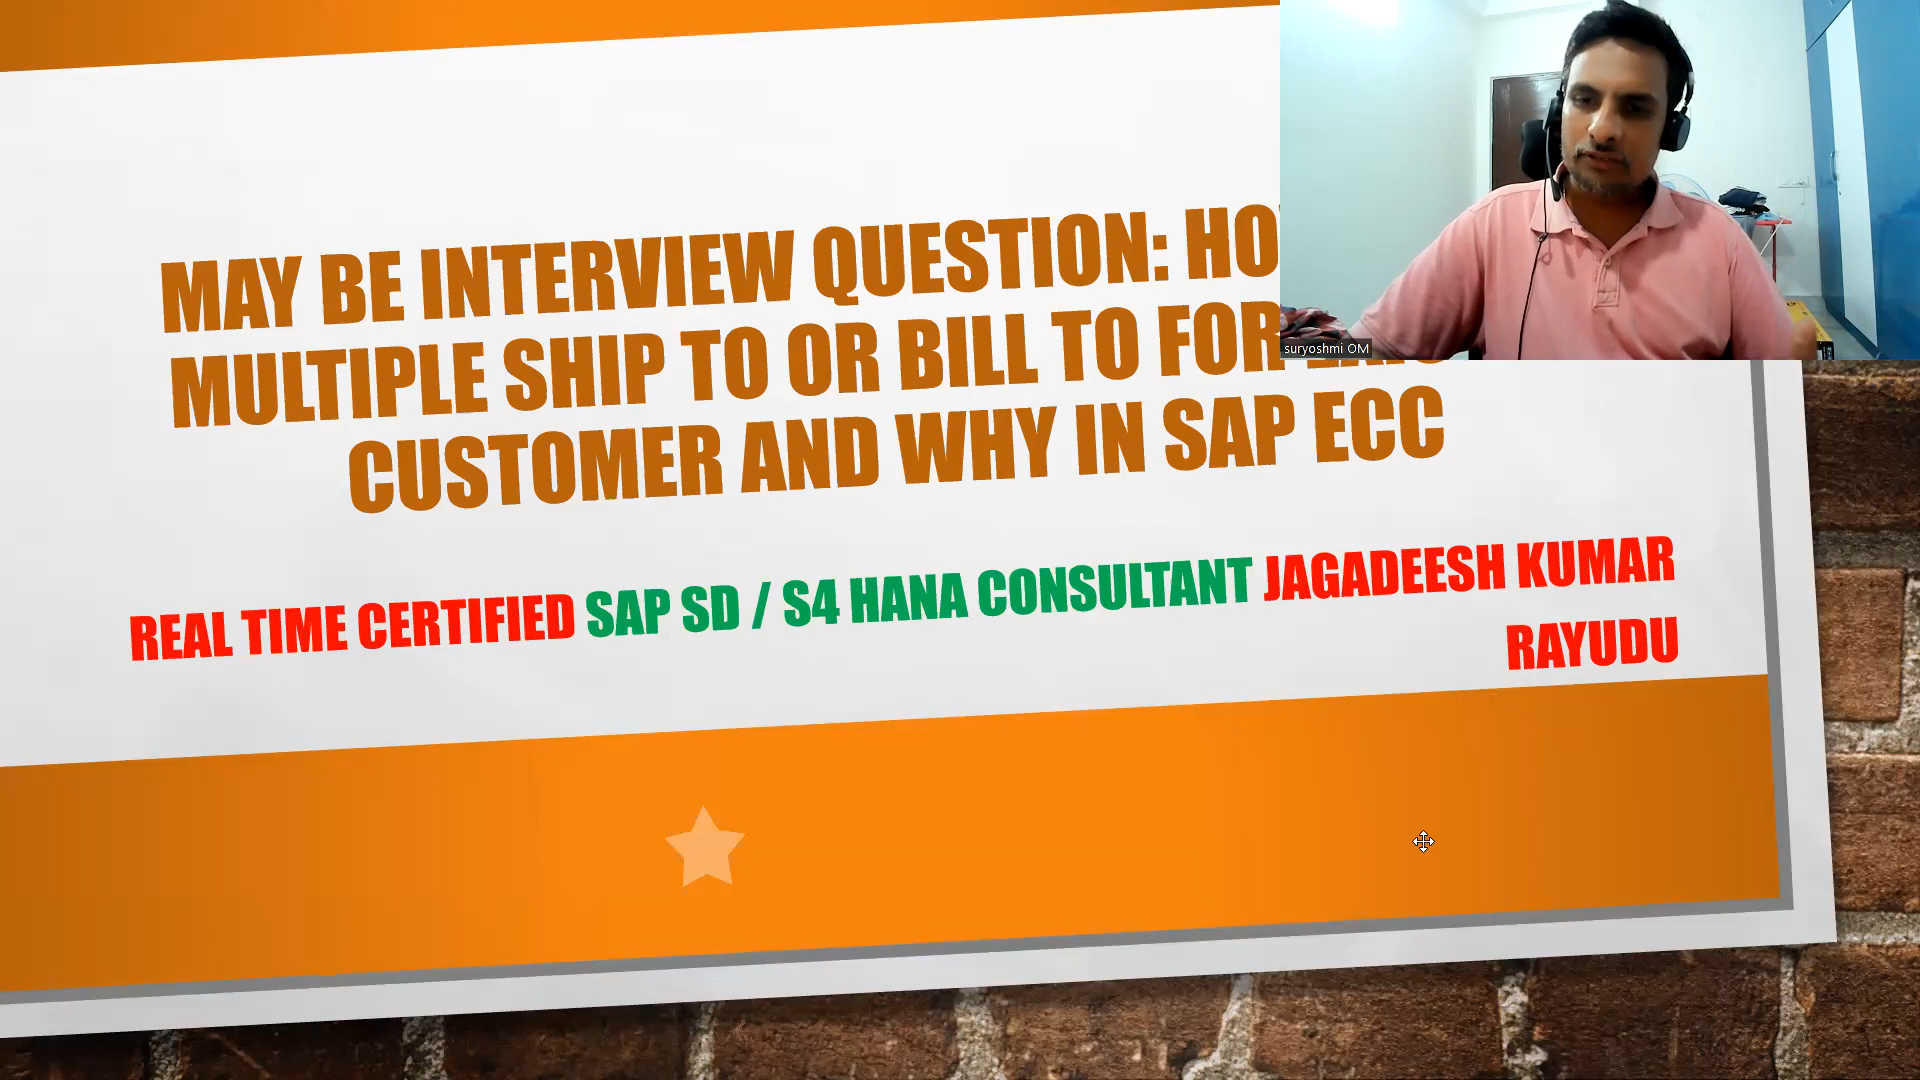 MAY BE INTERVIEW QUESTION:
MULTIPLE SHIP TO OR BILL TO FOR
CUSTOMER AND WHY IN SAP ECC
REAL TIME CERTIFIED SAP SD / S4 HANA CONSULTANT JAGADEESH KUMAR
RAYUDU
suryoshmi OM